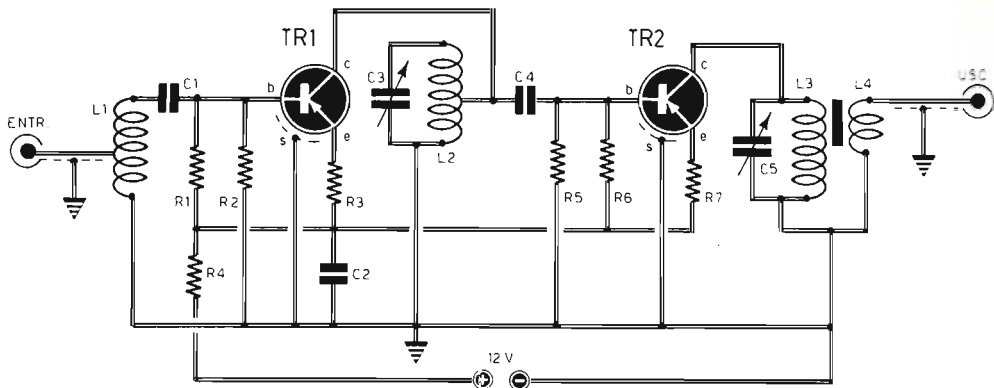 TR1
TR2
USC
ENTR.
L1
C1
b
c
e
s
C3
L2
C4
b
c
e
s
L3
L4
C5
R1
R2
R3
R4
C2
R5
R6
R7
12 V
+
−